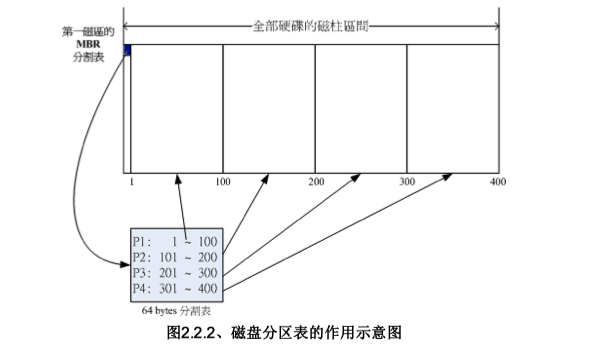 全部硬碟的磁柱區間
第一磁區的
MBR
分割表
1 100 200 300 400
P1: 1 ~ 100
P2: 101 ~ 200
P3: 201 ~ 300
P4: 301 ~ 400
64 bytes 分割表
图2.2.2、磁盘分区表的作用示意图